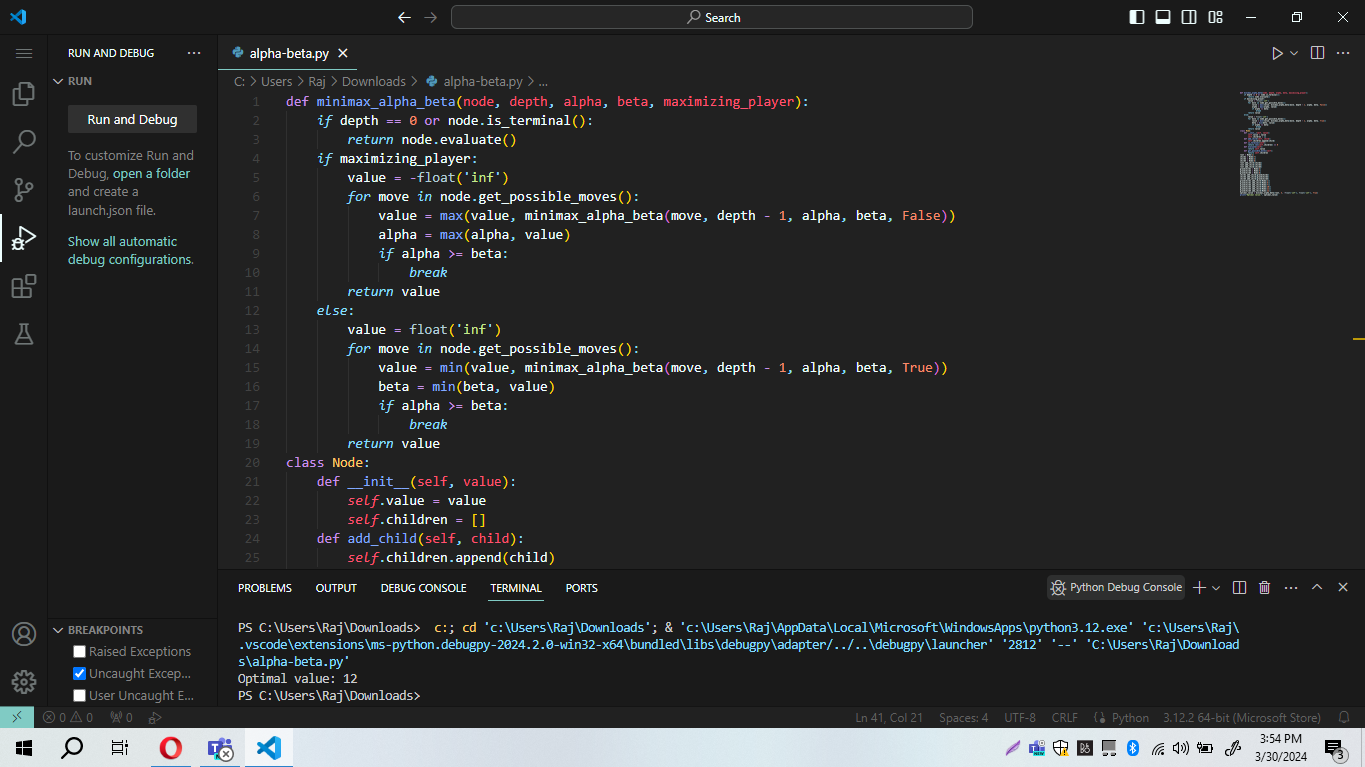 Search
RUN AND DEBUG
RUN
Run and Debug
To customize Run and
Debug, open a folder
and create a
launch.json file.
Show all automatic
debug configurations.
BREAKPOINTS
Raised Exceptions
Uncaught Excep...
User Uncaught E...
alpha-beta.py
C: > Users > Raj > Downloads > alpha-beta.py > ...
1 def minimax_alpha_beta(node, depth, alpha, beta, maximizing_player):
2     if depth == 0 or node.is_terminal():
3         return node.evaluate()
4     if maximizing_player:
5         value = -float('inf')
6         for move in node.get_possible_moves():
7             value = max(value, minimax_alpha_beta(move, depth - 1, alpha, beta, False))
8             alpha = max(alpha, value)
9             if alpha >= beta:
10                 break
11         return value
12     else:
13         value = float('inf')
14         for move in node.get_possible_moves():
15             value = min(value, minimax_alpha_beta(move, depth - 1, alpha, beta, True))
16             beta = min(beta, value)
17             if alpha >= beta:
18                 break
19         return value
20 class Node:
21     def __init__(self, value):
22         self.value = value
23         self.children = []
24     def add_child(self, child):
25         self.children.append(child)
PROBLEMS OUTPUT DEBUG CONSOLE TERMINAL PORTS
Python Debug Console
PS C:\Users\Raj\Downloads>  c:; cd 'c:\Users\Raj\Downloads'; & 'c:\Users\Raj\AppData\Local\Microsoft\WindowsApps\python3.12.exe' 'c:\Users\Raj\
.vscode\extensions\ms-python.debugpy-2024.2.0-win32-x64\bundled\libs\debugpy\adapter/../..\debugpy\launcher' '2812' '--' 'C:\Users\Raj\Download
s\alpha-beta.py'
Optimal value: 12
PS C:\Users\Raj\Downloads>
0 0 0 Ln 41, Col 21 Spaces: 4 UTF-8 CRLF Python 3.12.2 64-bit (Microsoft Store)
3:54 PM
3/30/2024
3